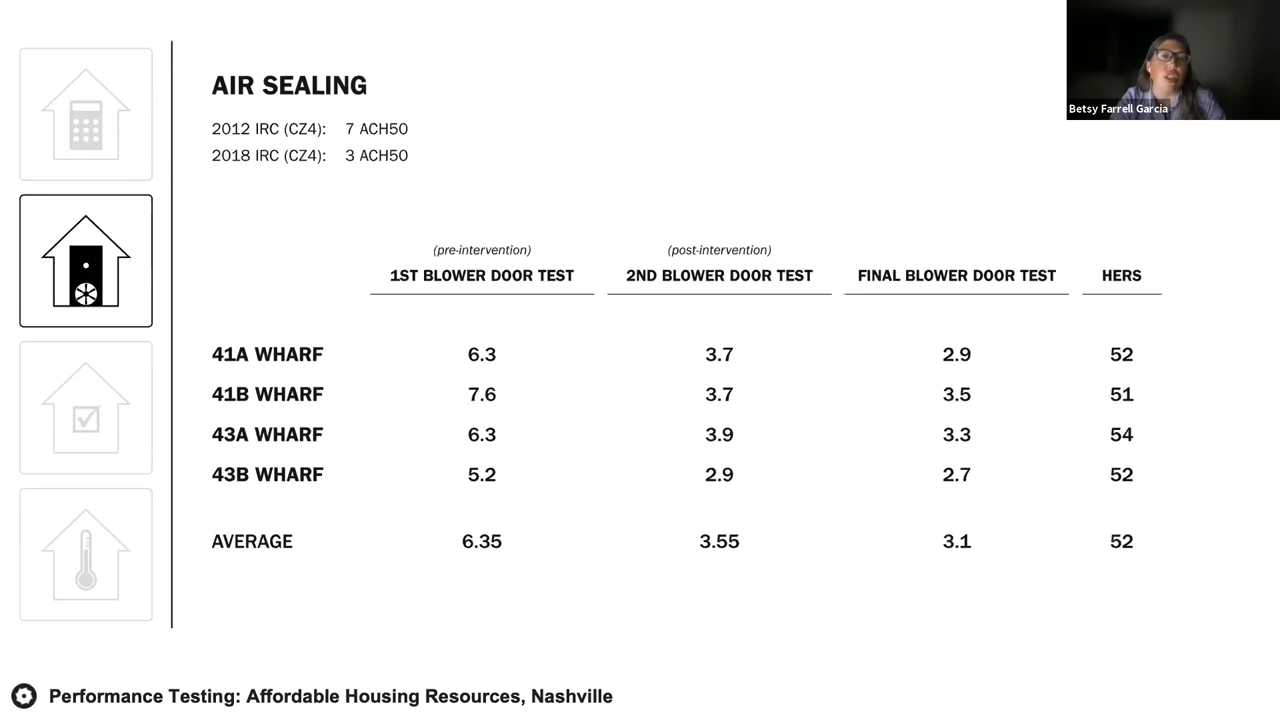 Betsy Farrell Garcia
AIR SEALING
2012 IRC (CZ4): 7 ACH50
2018 IRC (CZ4): 3 ACH50
(pre-intervention) (post-intervention)
1ST BLOWER DOOR TEST 2ND BLOWER DOOR TEST FINAL BLOWER DOOR TEST HERS
41A WHARF 6.3 3.7 2.9 52
41B WHARF 7.6 3.7 3.5 51
43A WHARF 6.3 3.9 3.3 54
43B WHARF 5.2 2.9 2.7 52
AVERAGE 6.35 3.55 3.1 52
Performance Testing: Affordable Housing Resources, Nashville